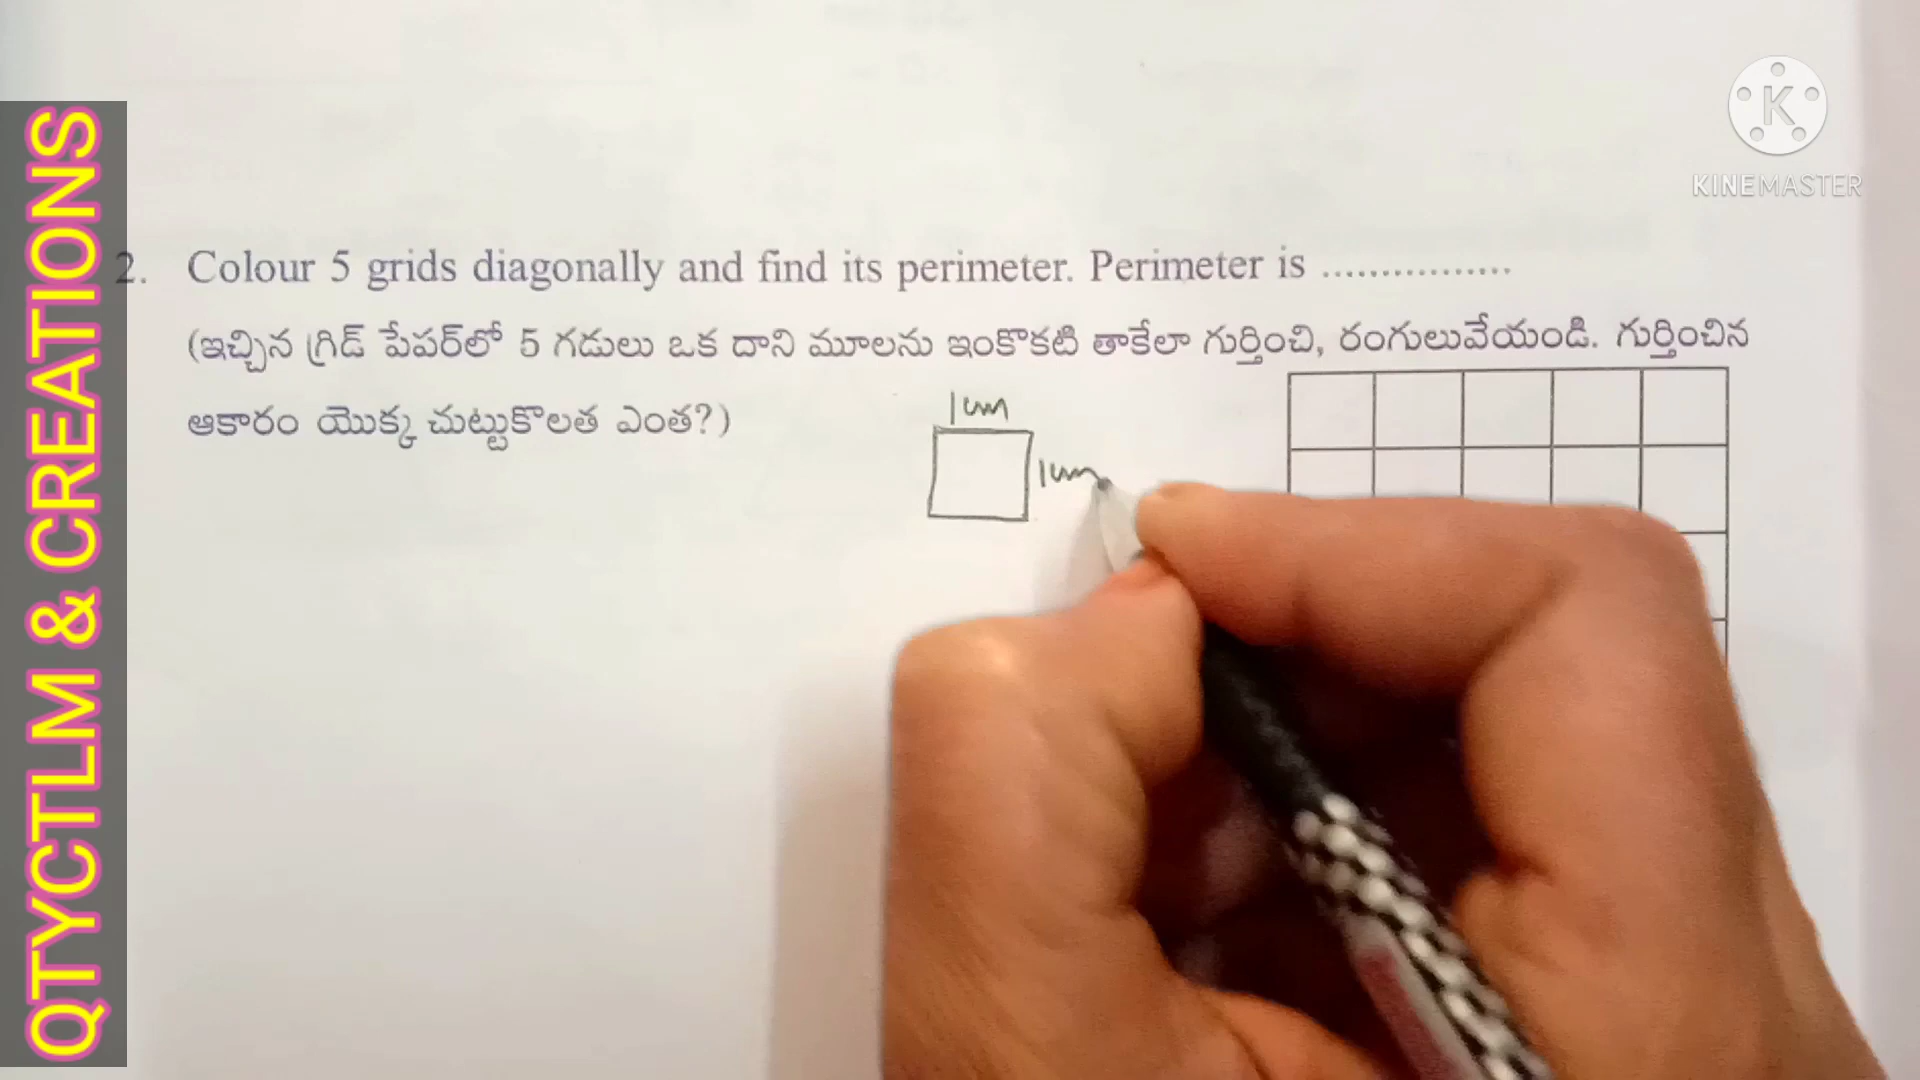 QTYCTLM & CREATIONS
KINEMASTER
2. Colour 5 grids diagonally and find its perimeter. Perimeter is ................
(ఇచ్చిన గ్రిడ్ పేపర్‌లో 5 గడులు ఒక దాని మూలను ఇంకొకటి తాకేలా గుర్తించి, రంగులువేయండి. గుర్తించిన
ఆకారం యొక్క చుట్టుకొలత ఎంత?)
1cm
1cm